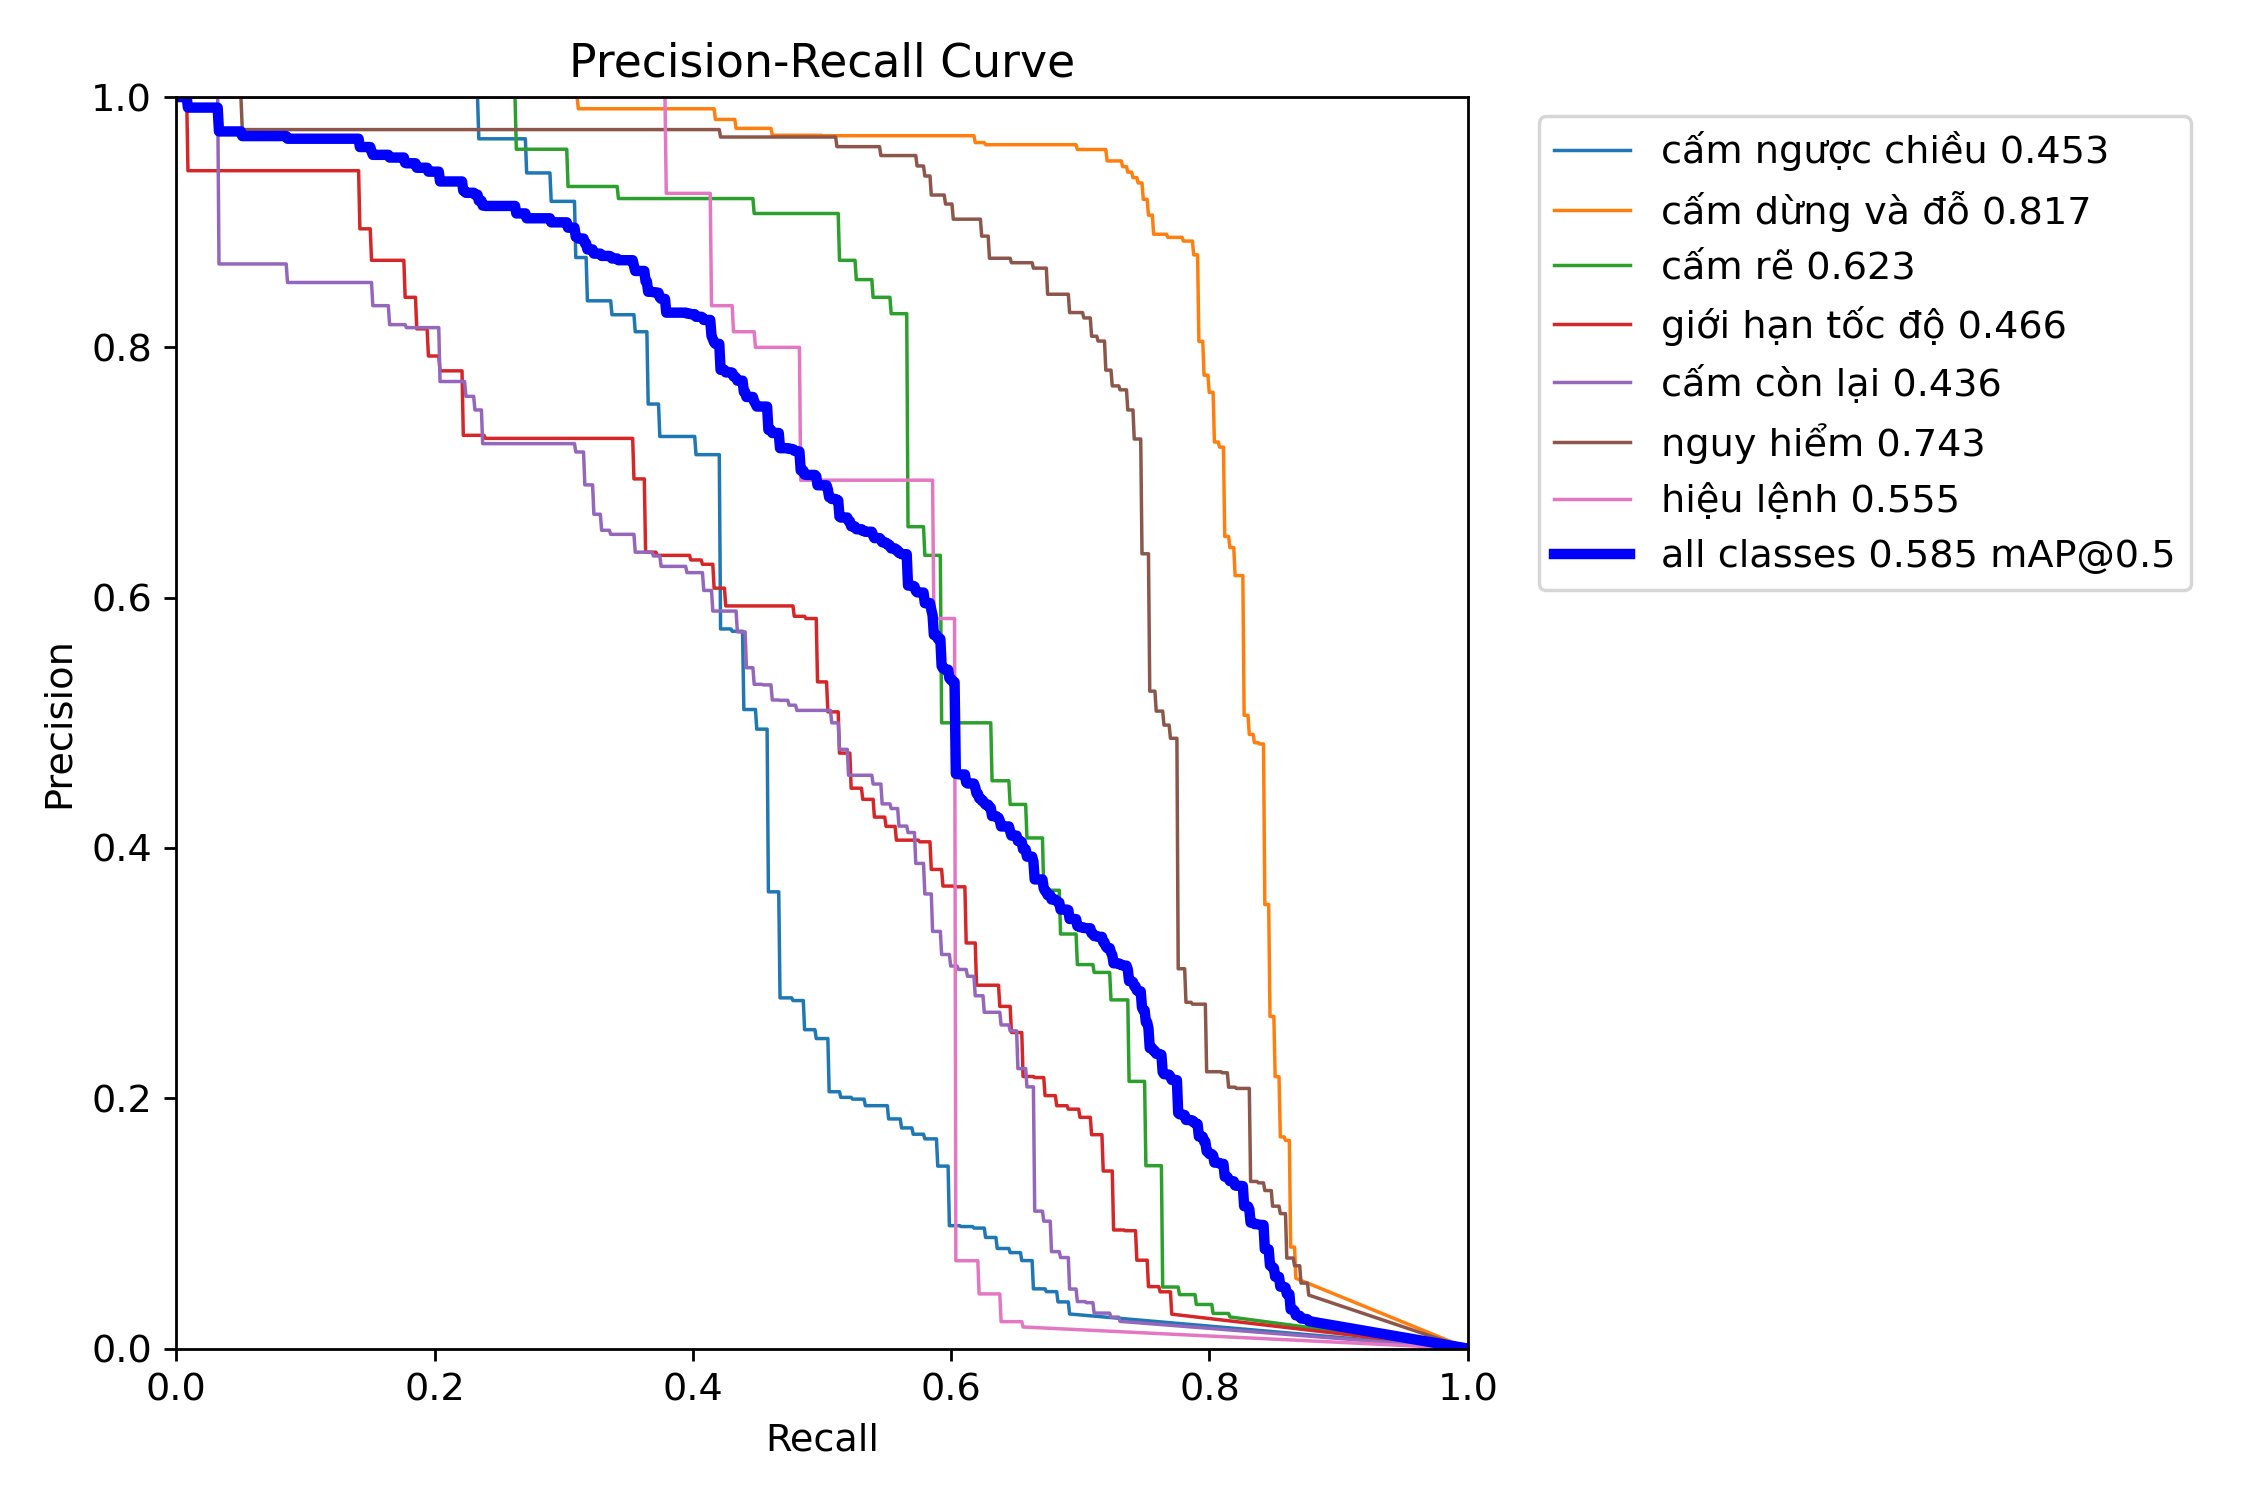 Precision-Recall Curve
1.0
0.8
0.6
0.4
0.2
0.0
Precision
0.0 0.2 0.4 0.6 0.8 1.0
Recall
cấm ngược chiều 0.453
cấm dừng và đỗ 0.817
cấm rẽ 0.623
giới hạn tốc độ 0.466
cấm còn lại 0.436
nguy hiểm 0.743
hiệu lệnh 0.555
all classes 0.585 mAP@0.5